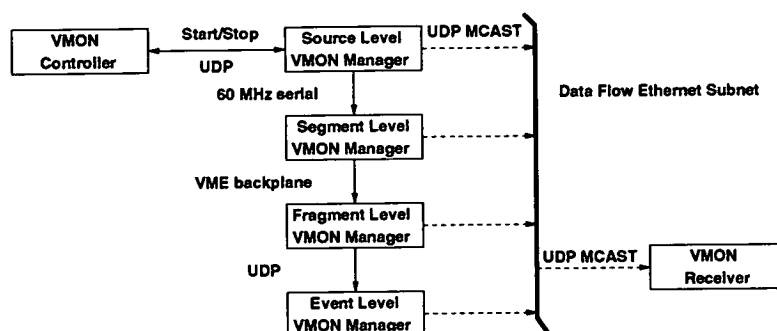 VMON
Controller
Start/Stop
UDP
Source Level
VMON Manager
UDP MCAST
60 MHz serial
Data Flow Ethernet Subnet
Segment Level
VMON Manager
VME backplane
Fragment Level
VMON Manager
UDP
UDP MCAST
VMON
Receiver
Event Level
VMON Manager